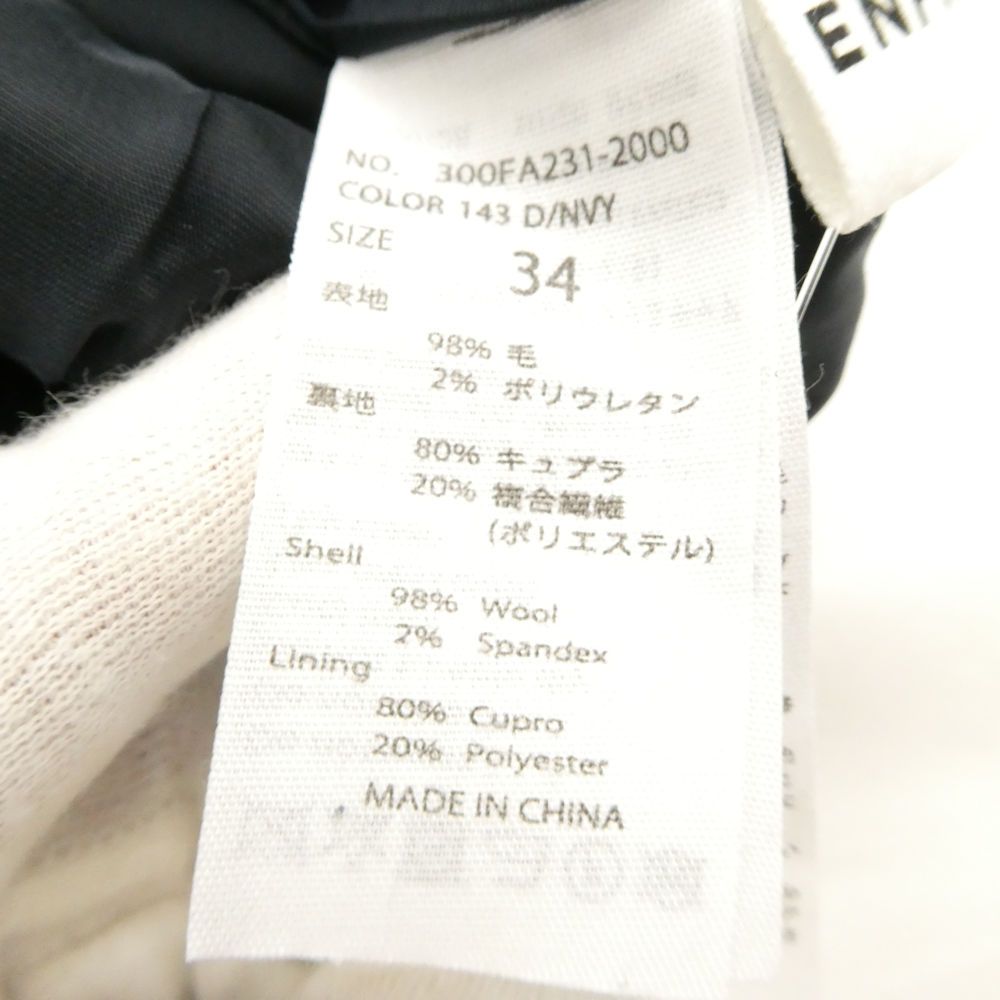 NO. 300FA231-2000
COLOR 143 D/NVY
SIZE 34
表地
98% 毛
2% ポリウレタン
裏地
80% キュプラ
20% 複合繊維
(ポリエステル)
Shell
98% Wool
2% Spandex
Lining
80% Cupro
20% Polyester
MADE IN CHINA